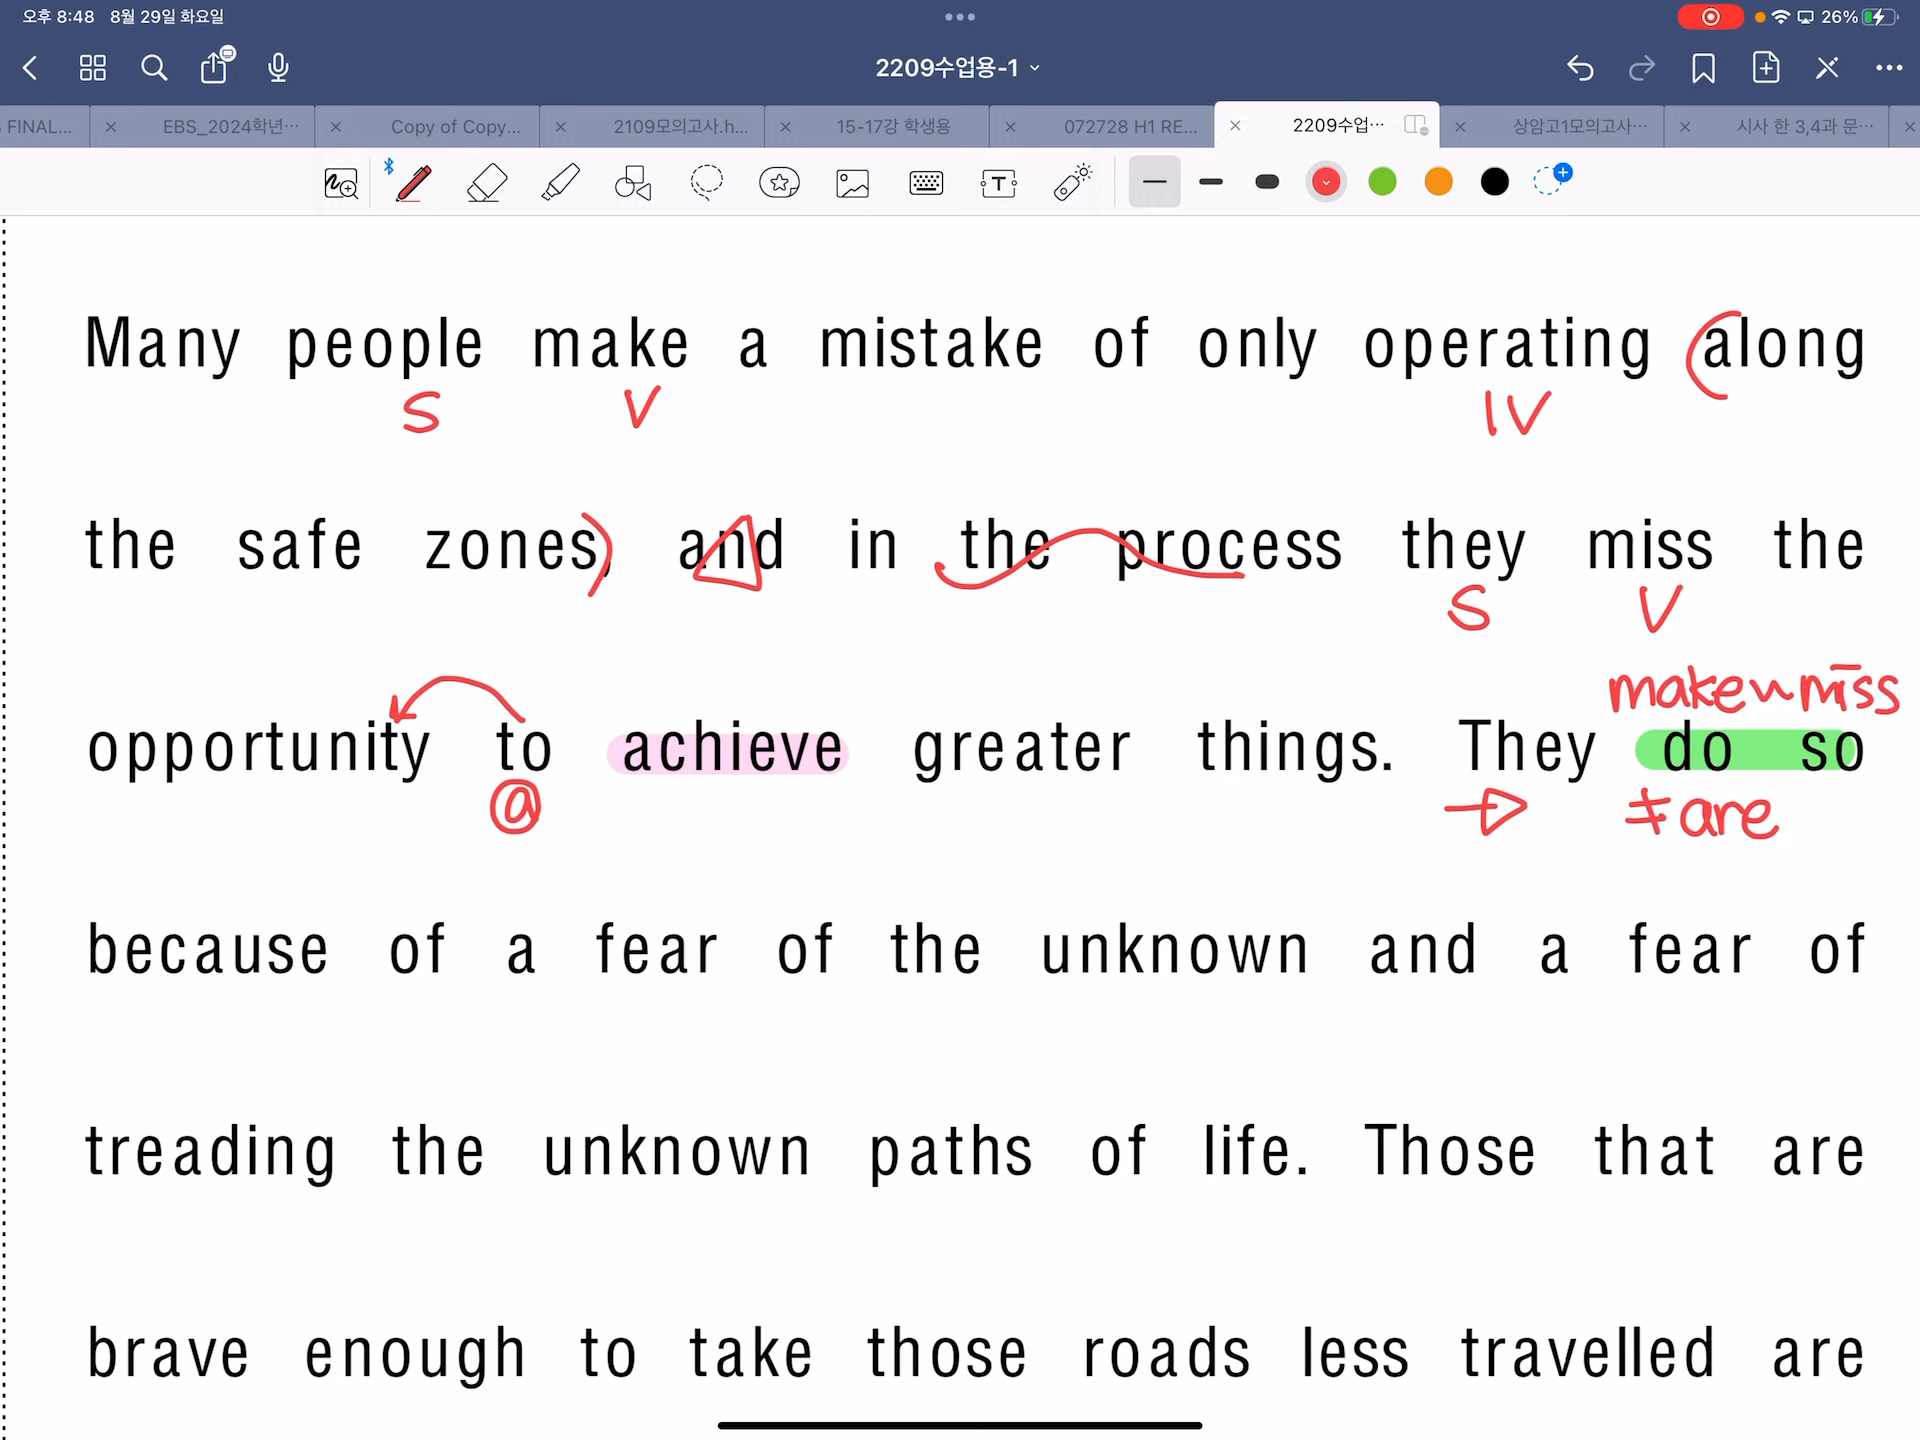 오후 8:48 8월 29일 화요일
26%
2209수업용-1
FINAL...
EBS_2024학년…
Copy of Copy...
2109모의고사.h...
15-17강 학생용
072728 H1 RE...
2209수업…
상암고1모의고사…
시사 한 3,4과 문…
Many people make a mistake of only operating (along
S V IV
the safe zones) and in the process they miss the
S V
make~miss
opportunity to achieve greater things. They do so
@ ≠are
because of a fear of the unknown and a fear of
treading the unknown paths of life. Those that are
brave enough to take those roads less travelled are